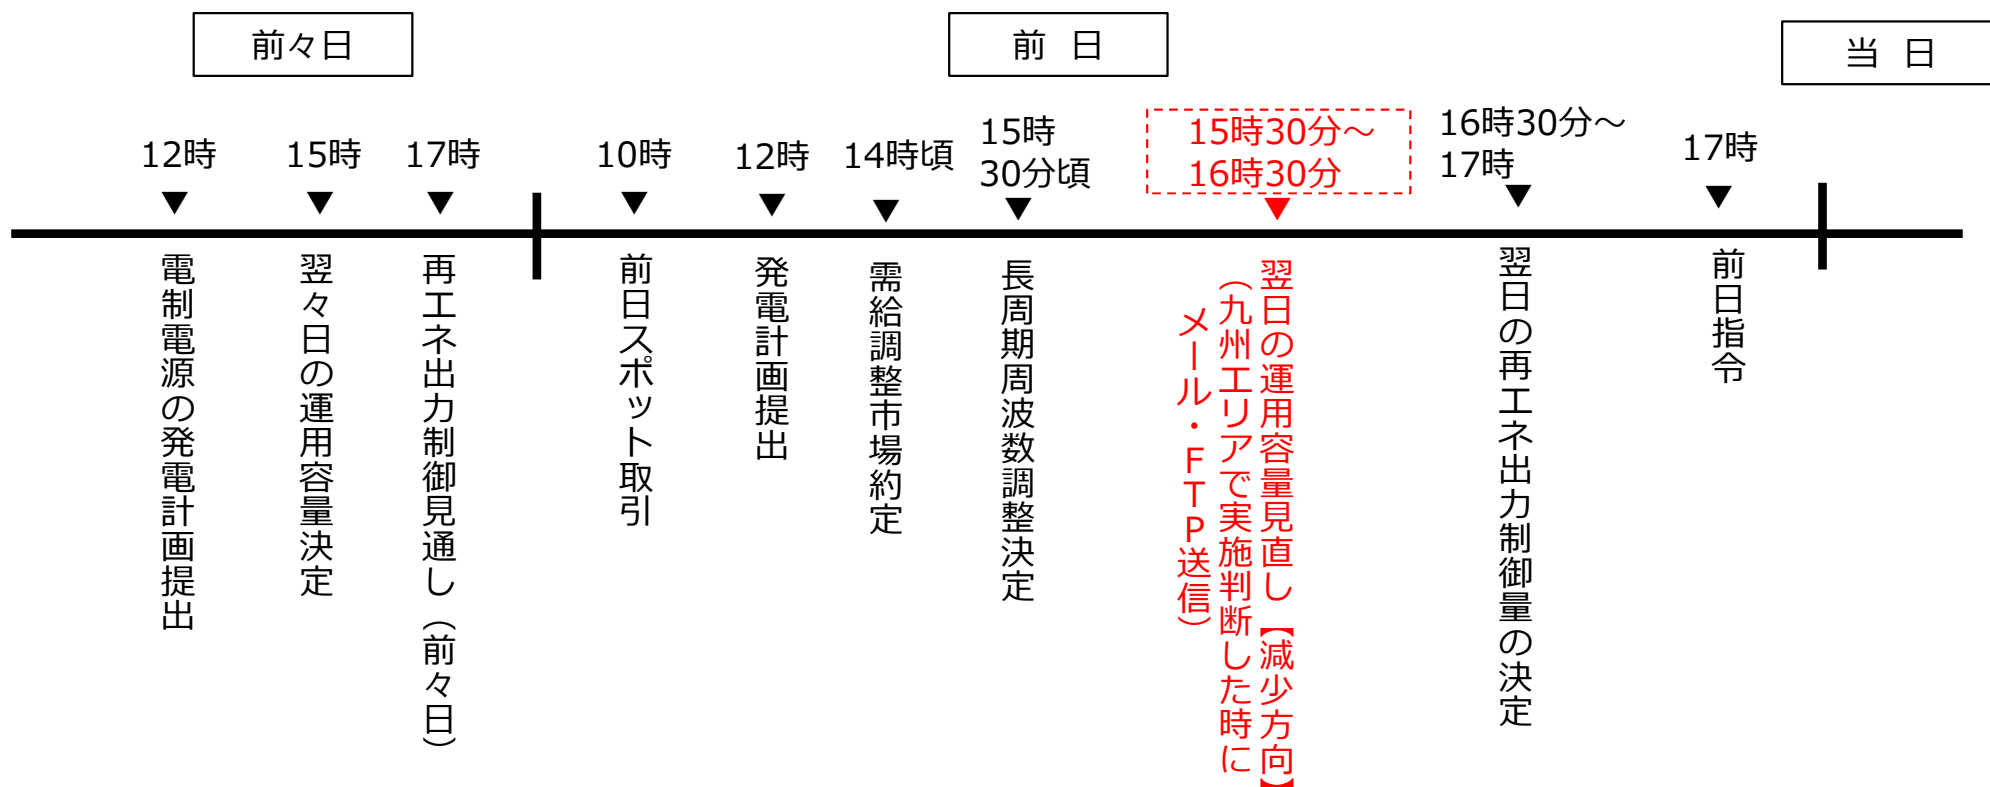 前々日
前 日
当 日
12時
15時
17時
10時
12時
14時頃
15時
30分頃
15時30分～
16時30分
16時30分～
17時
17時
電制電源の発電計画提出
翌々日の運用容量決定
再エネ出力制御見通し（前々日）
前日スポット取引
発電計画提出
需給調整市場約定
長周期周波数調整決定
翌日の運用容量見直し【減少方向】
（九州エリアで実施判断した時に
メール・FTP送信）
翌日の再エネ出力制御量の決定
前日指令